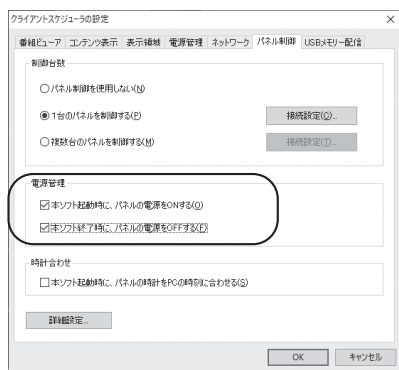 クライアントスケジューラの設定
番組ビューア コンテンツ表示 表示領域 電源管理 ネットワーク パネル制御 USBメモリー配信
制御台数
パネル制御を使用しない(N)
1台のパネルを制御する(P)
接続設定(C)...
複数台のパネルを制御する(M)
接続設定(T)...
電源管理
本ソフト起動時に、パネルの電源をONする(O)
本ソフト終了時に、パネルの電源をOFFする(F)
時計合わせ
本ソフト起動時に、パネルの時計をPCの時刻に合わせる(S)
詳細設定...
OK キャンセル